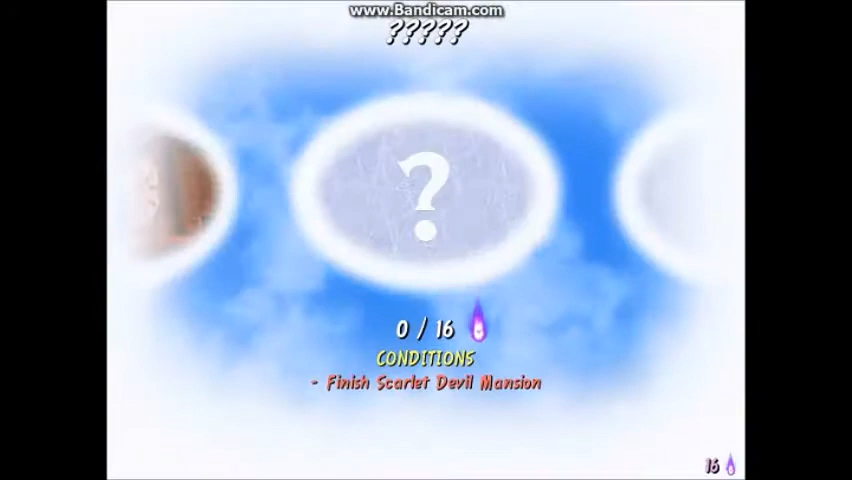 www.Bandicam.com
?????
?
0 / 16
CONDITIONS
- Finish Scarlet Devil Mansion
16